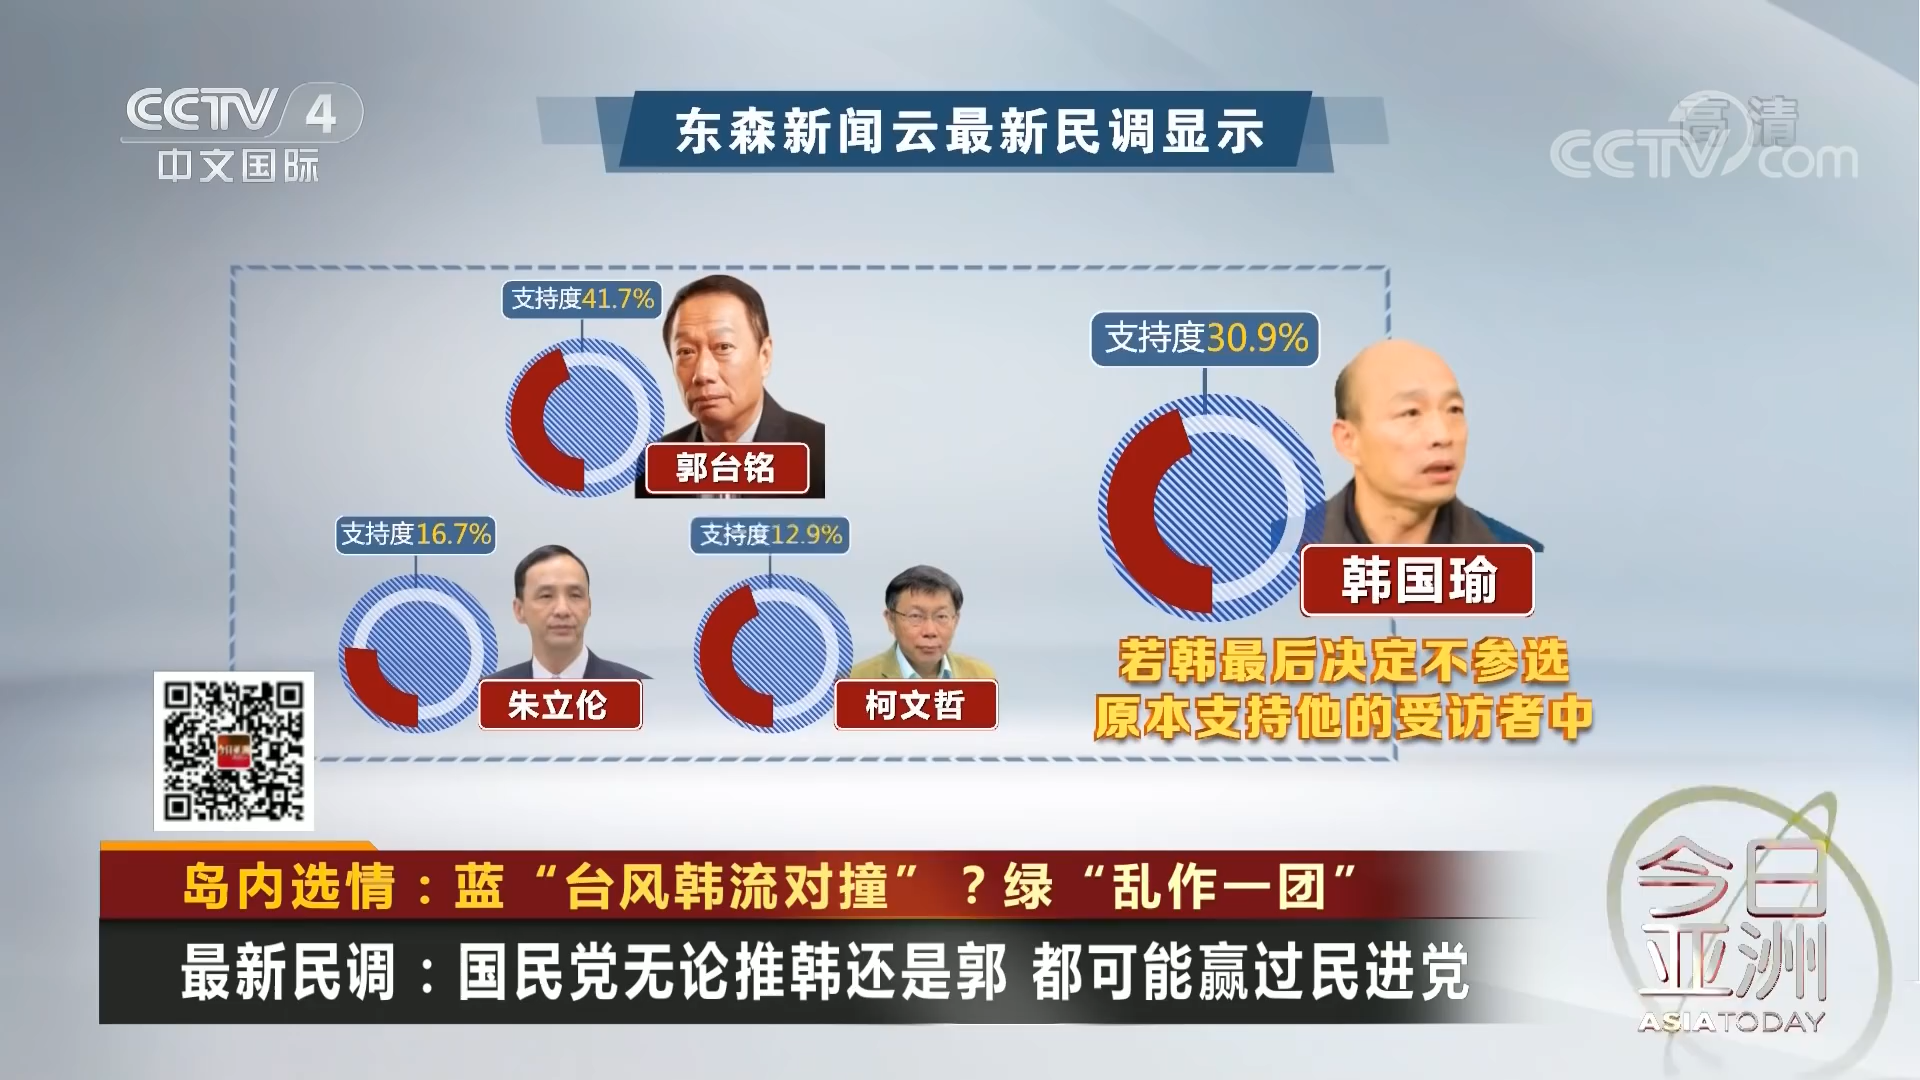 CCTV 4
中文国际
东森新闻云最新民调显示
高清
CCTV com
支持度41.7%
郭台铭
支持度30.9%
韩国瑜
支持度16.7%
朱立伦
支持度12.9%
柯文哲
若韩最后决定不参选
原本支持他的受访者中
今日亚洲
岛内选情：蓝“台风韩流对撞”？绿“乱作一团”
最新民调：国民党无论推韩还是郭 都可能赢过民进党
今日
亚洲
ASIA TODAY